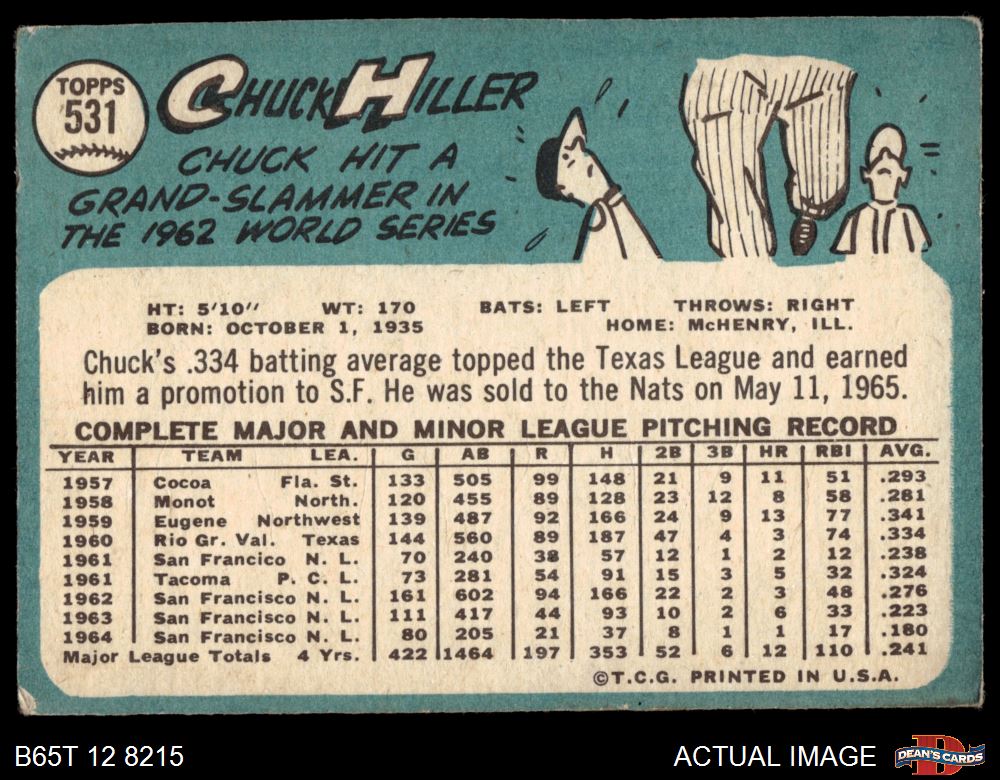 TOPPS
531
CHUCK HILLER
CHUCK HIT A
GRAND-SLAMMER IN
THE 1962 WORLD SERIES
HT: 5'10" WT: 170 BATS: LEFT THROWS: RIGHT
BORN: OCTOBER 1, 1935 HOME: McHENRY, ILL.
Chuck's .334 batting average topped the Texas League and earned
him a promotion to S.F. He was sold to the Nats on May 11, 1965.
COMPLETE MAJOR AND MINOR LEAGUE PITCHING RECORD
YEAR TEAM LEA. G AB R H 2B 3B HR RBI AVG.
1957 Cocoa Fla. St. 133 505 99 148 21 9 11 51 .293
1958 Monot North. 120 455 89 128 23 12 8 58 .281
1959 Eugene Northwest 139 487 92 166 24 9 13 77 .341
1960 Rio Gr. Val. Texas 144 560 89 187 47 4 3 74 .334
1961 San Francico N. L. 70 240 38 57 12 1 2 12 .238
1961 Tacoma P. C. L. 73 281 54 91 15 3 5 32 .324
1962 San Francisco N. L. 161 602 94 166 22 2 3 48 .276
1963 San Francisco N. L. 111 417 44 93 10 2 6 33 .223
1964 San Francisco N. L. 80 205 21 37 8 1 1 17 .180
Major League Totals 4 Yrs. 422 1464 197 353 52 6 12 110 .241
©T.C.G. PRINTED IN U.S.A.
B65T 12 8215 ACTUAL IMAGE DEAN'S CARDS